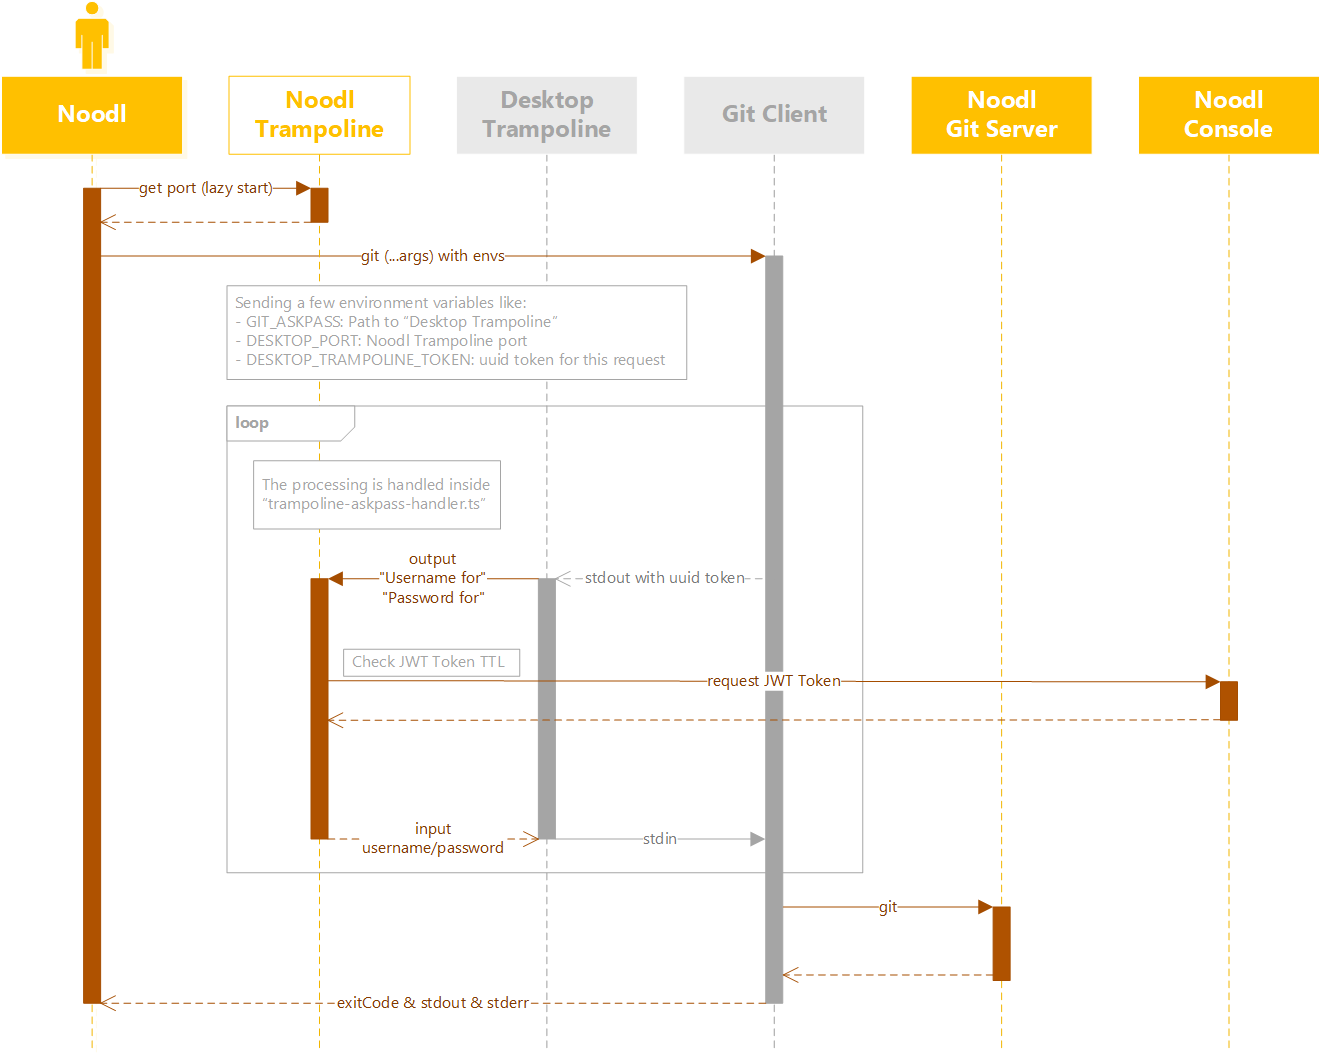 Noodl
Noodl
Trampoline
Desktop
Trampoline
Git Client
Noodl
Git Server
Noodl
Console
get port (lazy start)
git (...args) with envs
Sending a few environment variables like:
- GIT_ASKPASS: Path to “Desktop Trampoline”
- DESKTOP_PORT: Noodl Trampoline port
- DESKTOP_TRAMPOLINE_TOKEN: uuid token for this request
loop
The processing is handled inside
“trampoline-askpass-handler.ts”
output
"Username for"
"Password for"
stdout with uuid token
Check JWT Token TTL
request JWT Token
input
username/password
stdin
git
exitCode & stdout & stderr